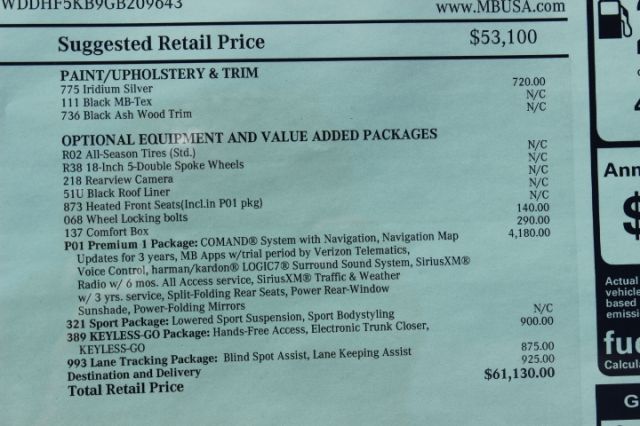 WDDHF5KB9GB209643
www.MBUSA.com
Suggested Retail Price $53,100
PAINT/UPHOLSTERY & TRIM
775 Iridium Silver 720.00
111 Black MB-Tex N/C
736 Black Ash Wood Trim N/C
OPTIONAL EQUIPMENT AND VALUE ADDED PACKAGES
R02 All-Season Tires (Std.) N/C
R38 18-Inch 5-Double Spoke Wheels N/C
218 Rearview Camera N/C
51U Black Roof Liner N/C
873 Heated Front Seats(Incl.in P01 pkg) N/C
068 Wheel Locking bolts 140.00
137 Comfort Box 290.00
P01 Premium 1 Package: COMAND® System with Navigation, Navigation Map 4,180.00
Updates for 3 years, MB Apps w/trial period by Verizon Telematics,
Voice Control, harman/kardon® LOGIC7® Surround Sound System, SiriusXM®
Radio w/ 6 mos. All Access service, SiriusXM® Traffic & Weather
w/ 3 yrs. service, Split-Folding Rear Seats, Power Rear-Window
Sunshade, Power-Folding Mirrors
321 Sport Package: Lowered Sport Suspension, Sport Bodystyling N/C
389 KEYLESS-GO Package: Hands-Free Access, Electronic Trunk Closer, 900.00
KEYLESS-GO
993 Lane Tracking Package: Blind Spot Assist, Lane Keeping Assist 875.00
Destination and Delivery 925.00
Total Retail Price $61,130.00
Ann
$
Actual
vehicle
based
emissi
fue
Calcula
G